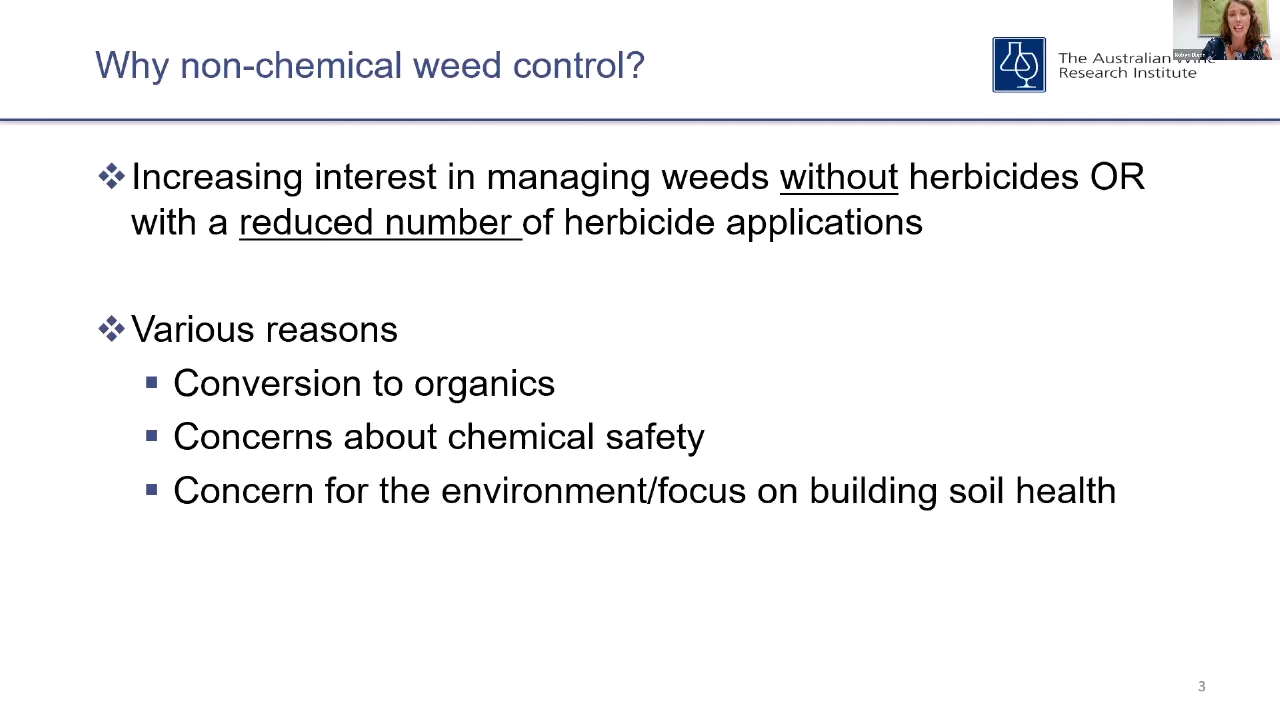 Why non-chemical weed control?
The Australian Wine
Research Institute
Increasing interest in managing weeds without herbicides OR
with a reduced number of herbicide applications
Various reasons
Conversion to organics
Concerns about chemical safety
Concern for the environment/focus on building soil health
3